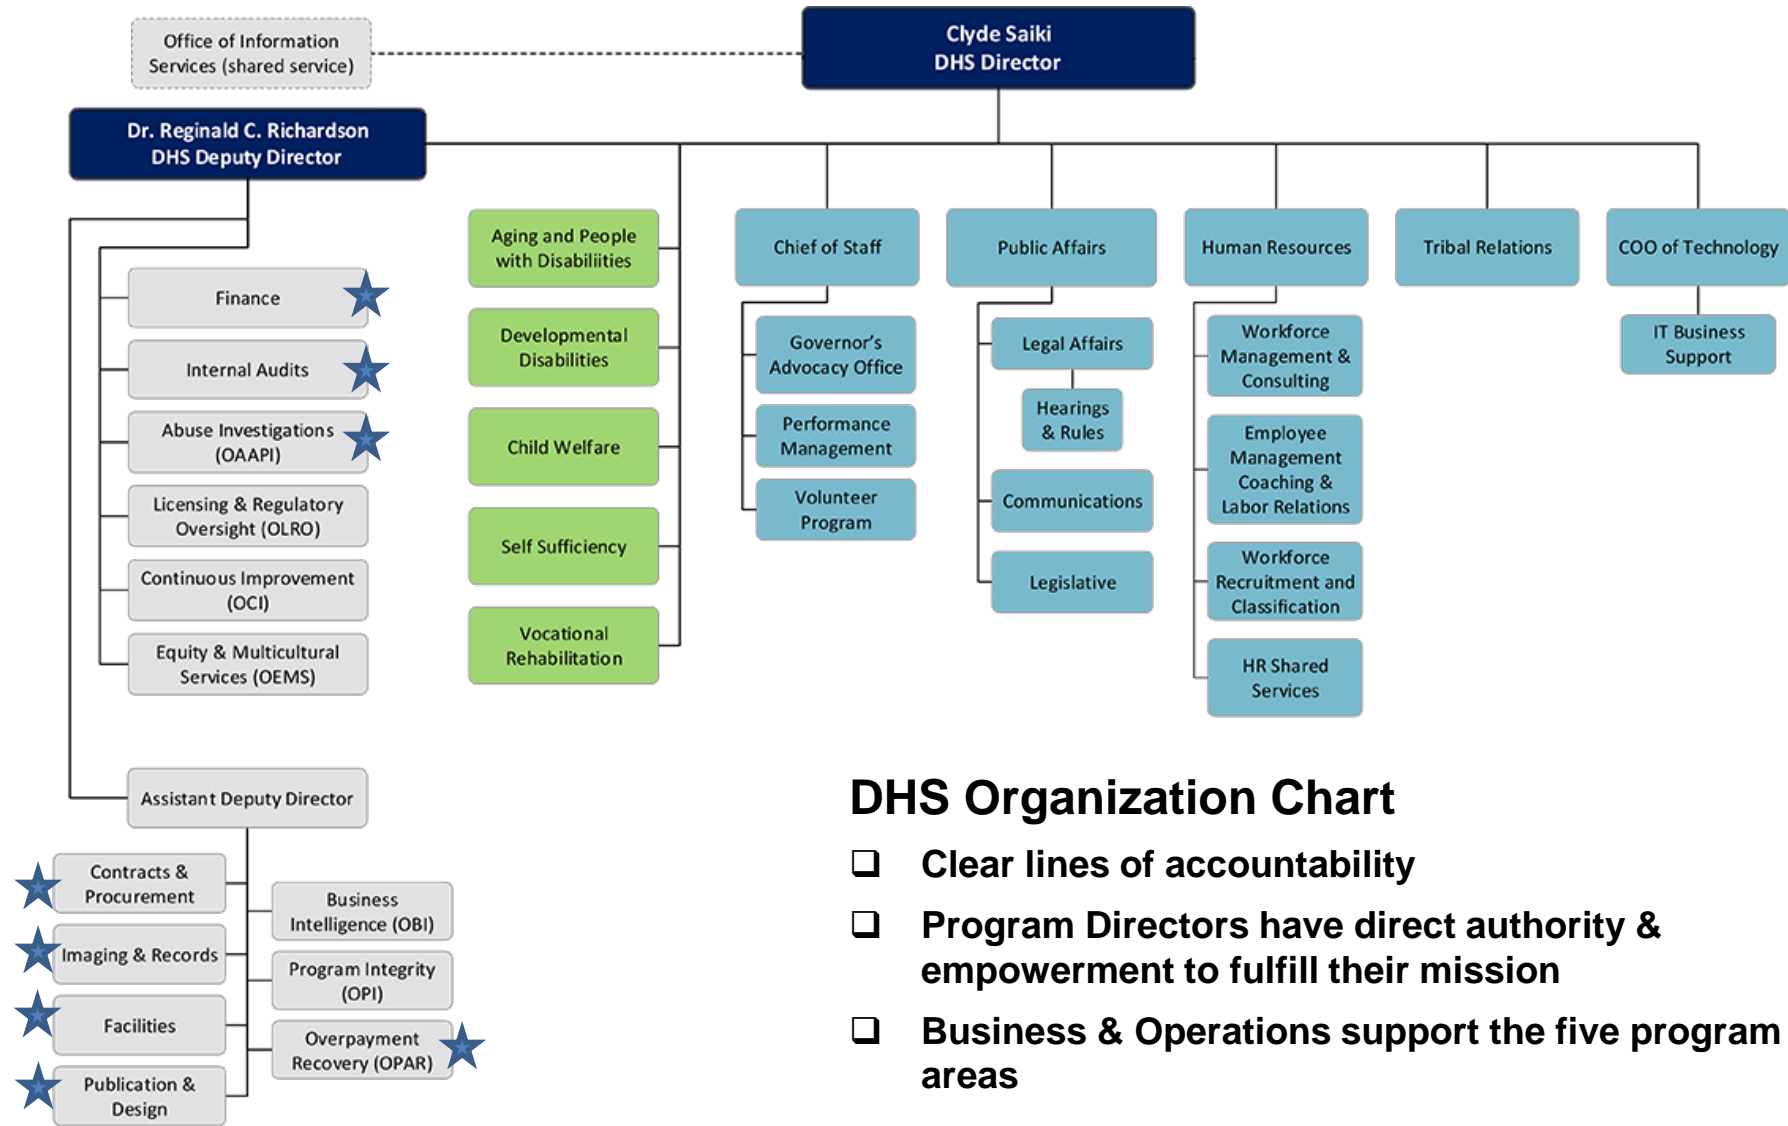 Office of Information
Services (shared service)
Clyde Saiki
DHS Director
Dr. Reginald C. Richardson
DHS Deputy Director
Finance
Internal Audits
Abuse Investigations
(OAAPI)
Licensing & Regulatory
Oversight (OLRO)
Continuous Improvement
(OCI)
Equity & Multicultural
Services (OEMS)
Aging and People
with Disabiliities
Developmental
Disabilities
Child Welfare
Self Sufficiency
Vocational
Rehabilitation
Chief of Staff
Governor’s
Advocacy Office
Performance
Management
Volunteer
Program
Public Affairs
Legal Affairs
Hearings
& Rules
Communications
Legislative
Human Resources
Workforce
Management &
Consulting
Employee
Management
Coaching &
Labor Relations
Workforce
Recruitment and
Classification
HR Shared
Services
Tribal Relations
COO of Technology
IT Business
Support
Assistant Deputy Director
Contracts &
Procurement
Imaging & Records
Facilities
Publication &
Design
Business
Intelligence (OBI)
Program Integrity
(OPI)
Overpayment
Recovery (OPAR)
DHS Organization Chart
❑ Clear lines of accountability
❑ Program Directors have direct authority &
empowerment to fulfill their mission
❑ Business & Operations support the five program
areas